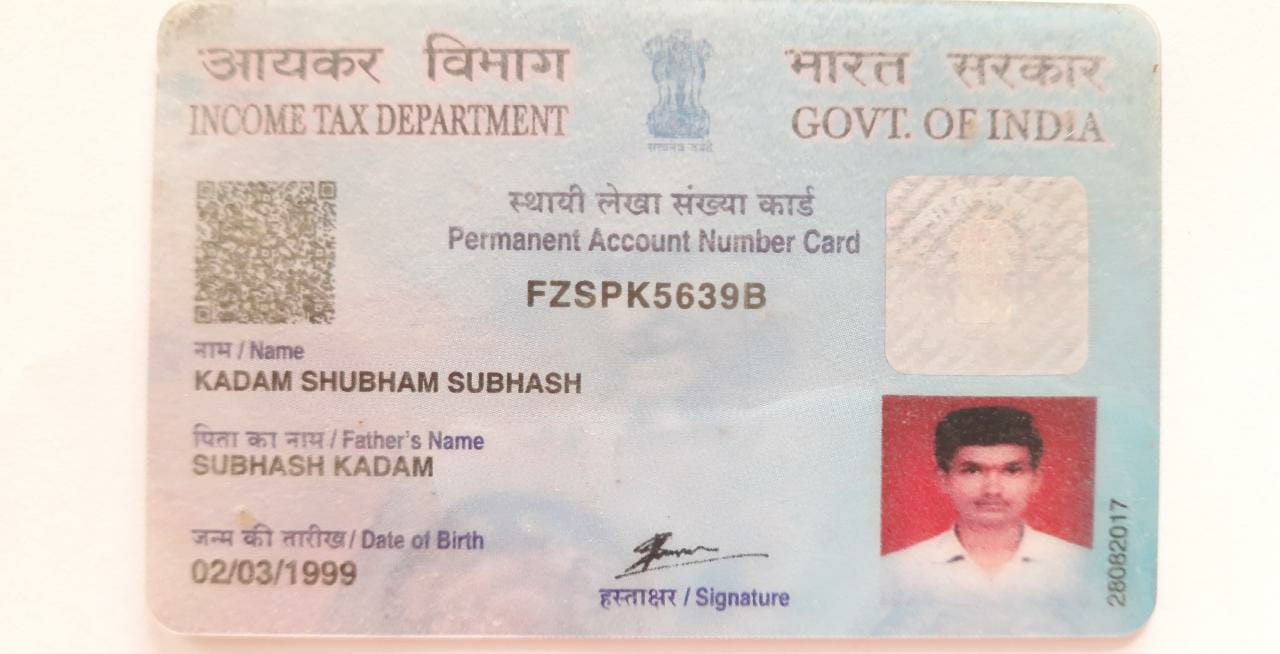 आयकर विभाग
INCOME TAX DEPARTMENT
भारत सरकार
GOVT. OF INDIA
सत्यमेव जयते
स्थायी लेखा संख्या कार्ड
Permanent Account Number Card
FZSPK5639B
नाम / Name
KADAM SHUBHAM SUBHASH
पिता का नाम / Father's Name
SUBHASH KADAM
जन्म की तारीख / Date of Birth
02/03/1999
हस्ताक्षर / Signature
28082017